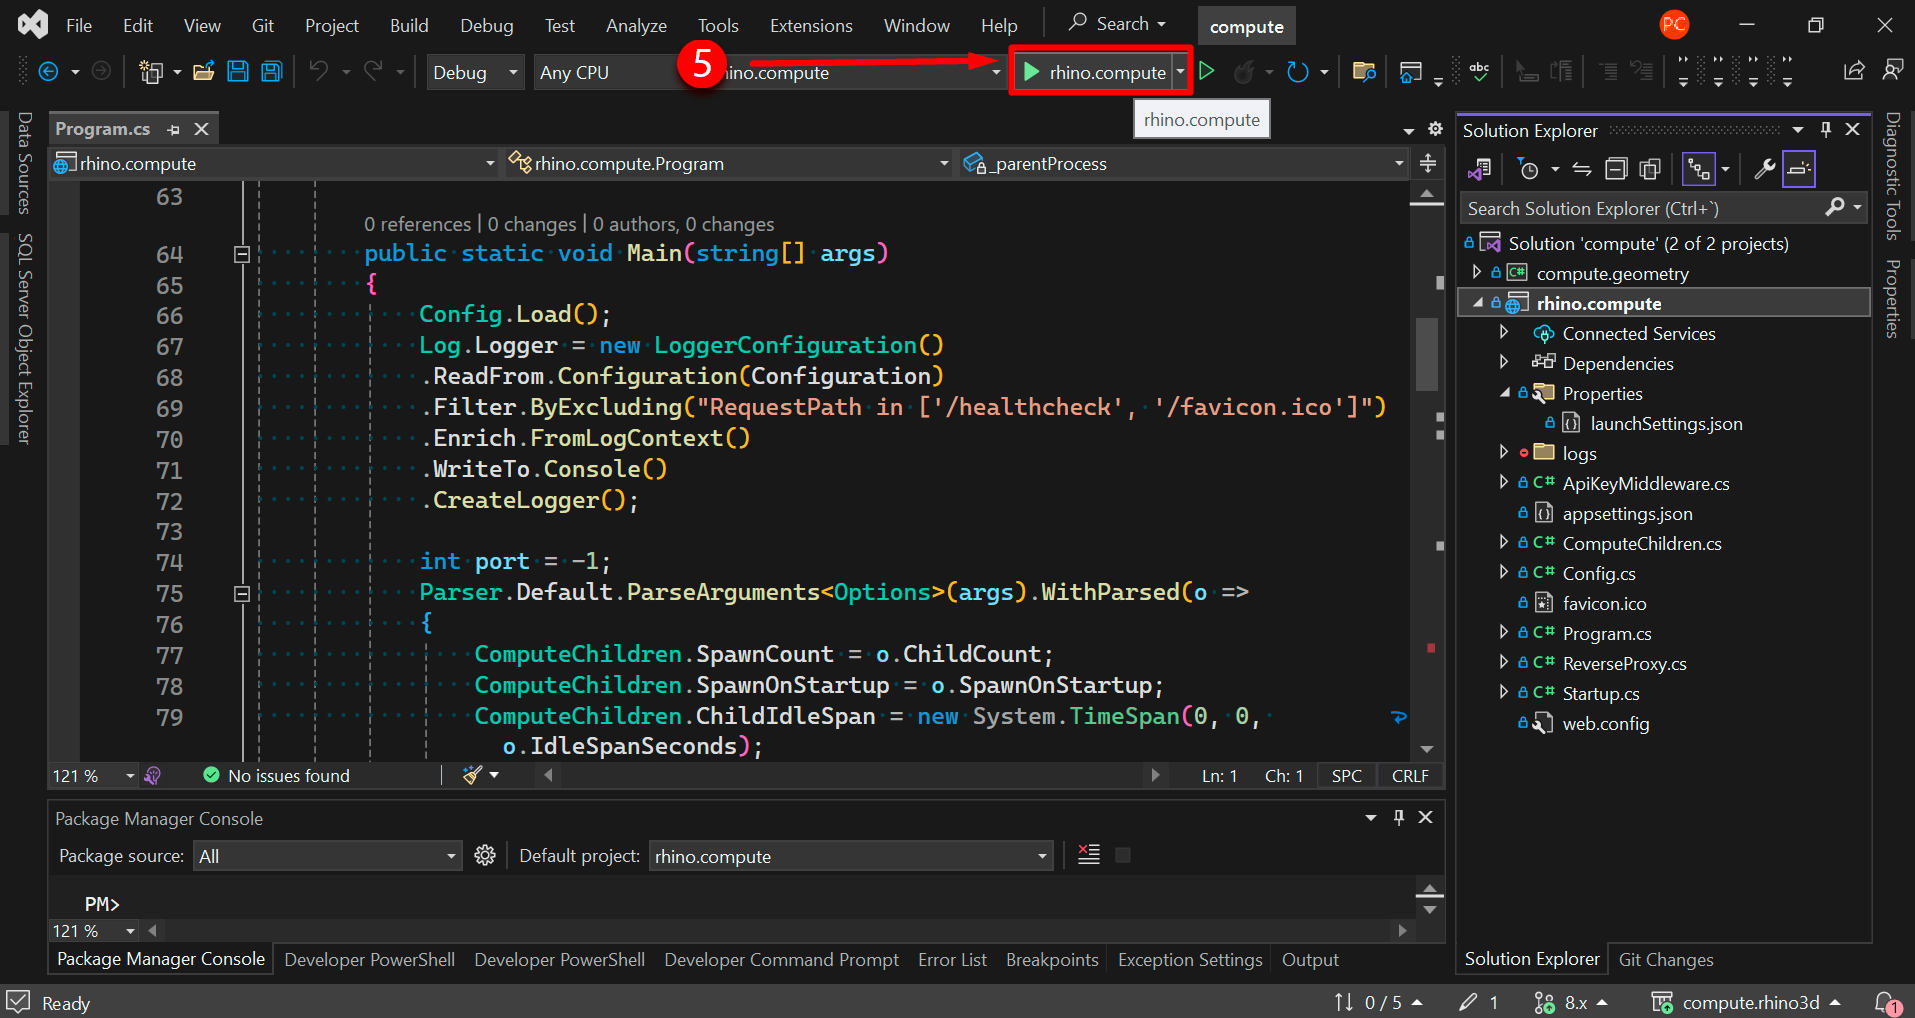 File Edit View Git Project Build Debug Test Analyze Tools Extensions Window Help Search compute PC
Debug Any CPU 5 ino.compute rhino.compute abc
rhino.compute
Data Sources
SQL Server Object Explorer
Program.cs
rhino.compute rhino.compute.Program _parentProcess
63
0 references | 0 changes | 0 authors, 0 changes
64 public static void Main(string[] args)
65 {
66 Config.Load();
67 Log.Logger = new LoggerConfiguration()
68 .ReadFrom.Configuration(Configuration)
69 .Filter.ByExcluding("RequestPath in ['/healthcheck', '/favicon.ico']")
70 .Enrich.FromLogContext()
71 .WriteTo.Console()
72 .CreateLogger();
73
74 int port = -1;
75 Parser.Default.ParseArguments<Options>(args).WithParsed(o =>
76 {
77 ComputeChildren.SpawnCount = o.ChildCount;
78 ComputeChildren.SpawnOnStartup = o.SpawnOnStartup;
79 ComputeChildren.ChildIdleSpan = new System.TimeSpan(0, 0,
o.IdleSpanSeconds);
121 % No issues found Ln: 1 Ch: 1 SPC CRLF
Package Manager Console
Package source: All Default project: rhino.compute
PM>
121 %
Package Manager Console Developer PowerShell Developer PowerShell Developer Command Prompt Error List Breakpoints Exception Settings Output
Solution Explorer
Search Solution Explorer (Ctrl+`)
Solution 'compute' (2 of 2 projects)
C# compute.geometry
rhino.compute
Connected Services
Dependencies
Properties
launchSettings.json
logs
C# ApiKeyMiddleware.cs
appsettings.json
C# ComputeChildren.cs
C# Config.cs
favicon.ico
C# Program.cs
C# ReverseProxy.cs
C# Startup.cs
web.config
Solution Explorer Git Changes
Diagnostic Tools
Properties
Ready 0 / 5 1 8.x compute.rhino3d 1